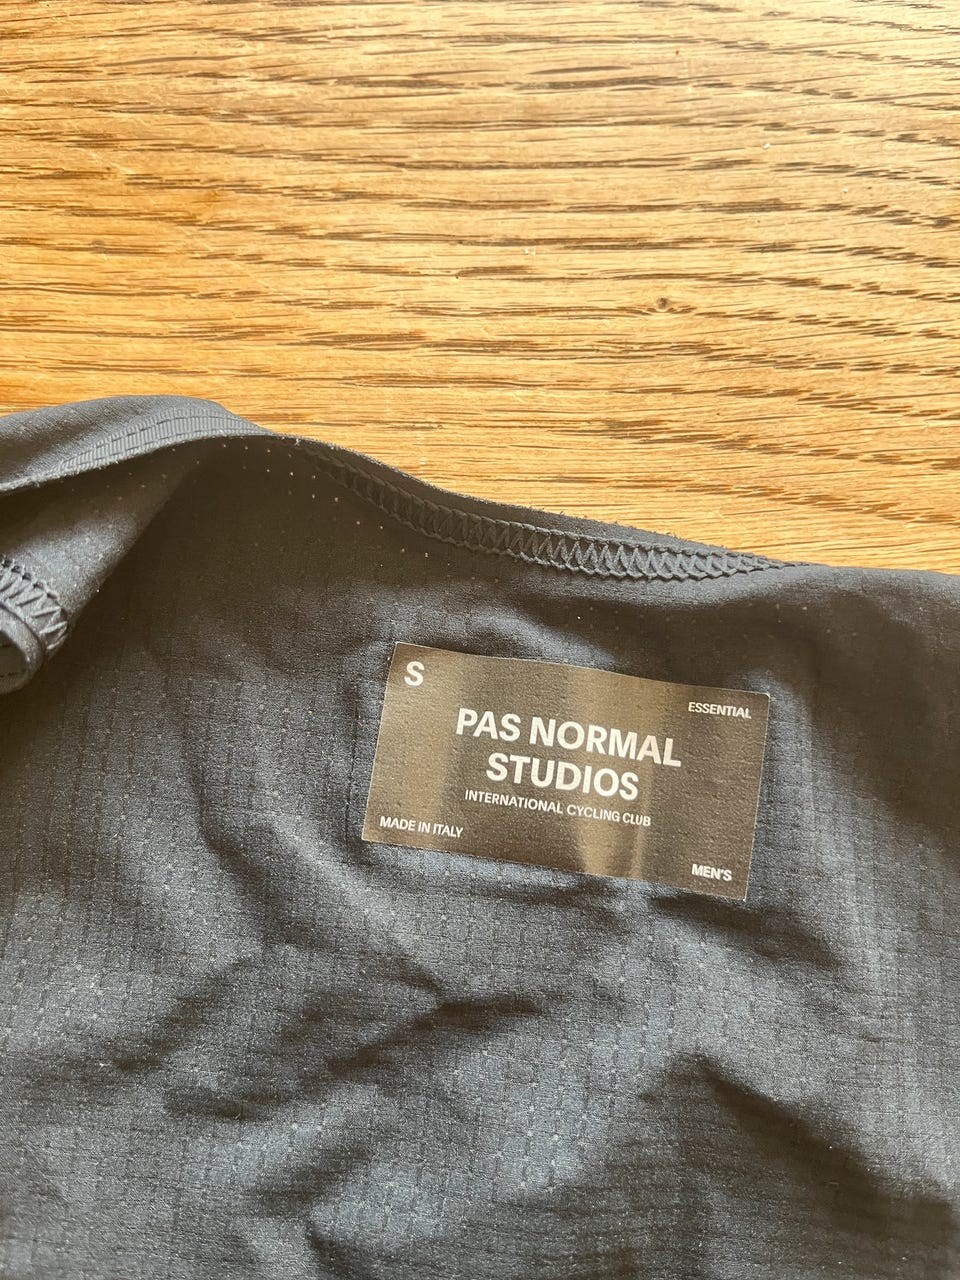 S
ESSENTIAL
PAS NORMAL
STUDIOS
INTERNATIONAL CYCLING CLUB
MADE IN ITALY
MEN'S